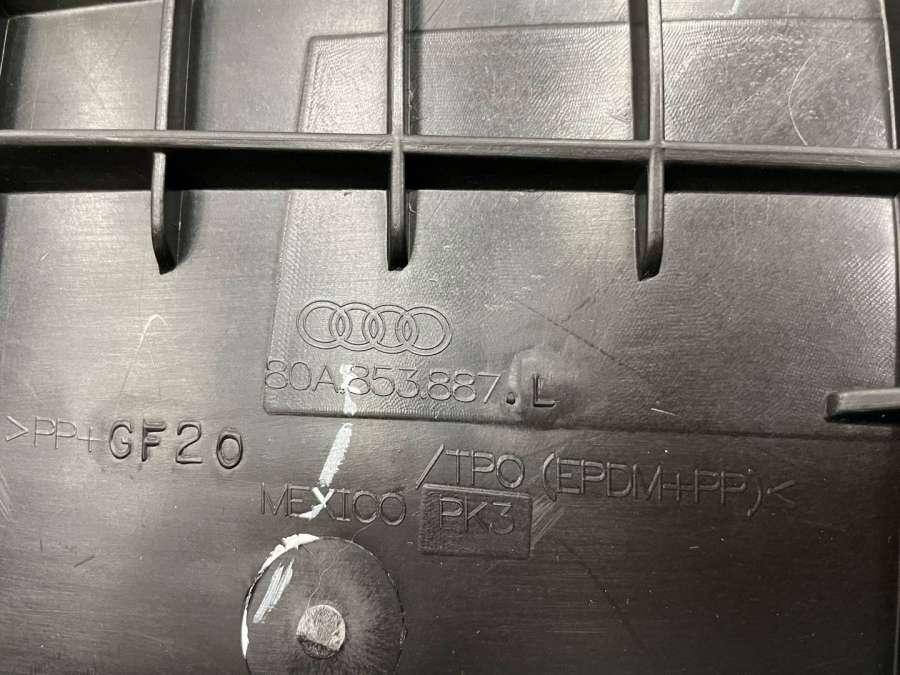 80A.853.887.L
>PP+GF20
/TPO (EPDM+PP)<
MEXICO PK3